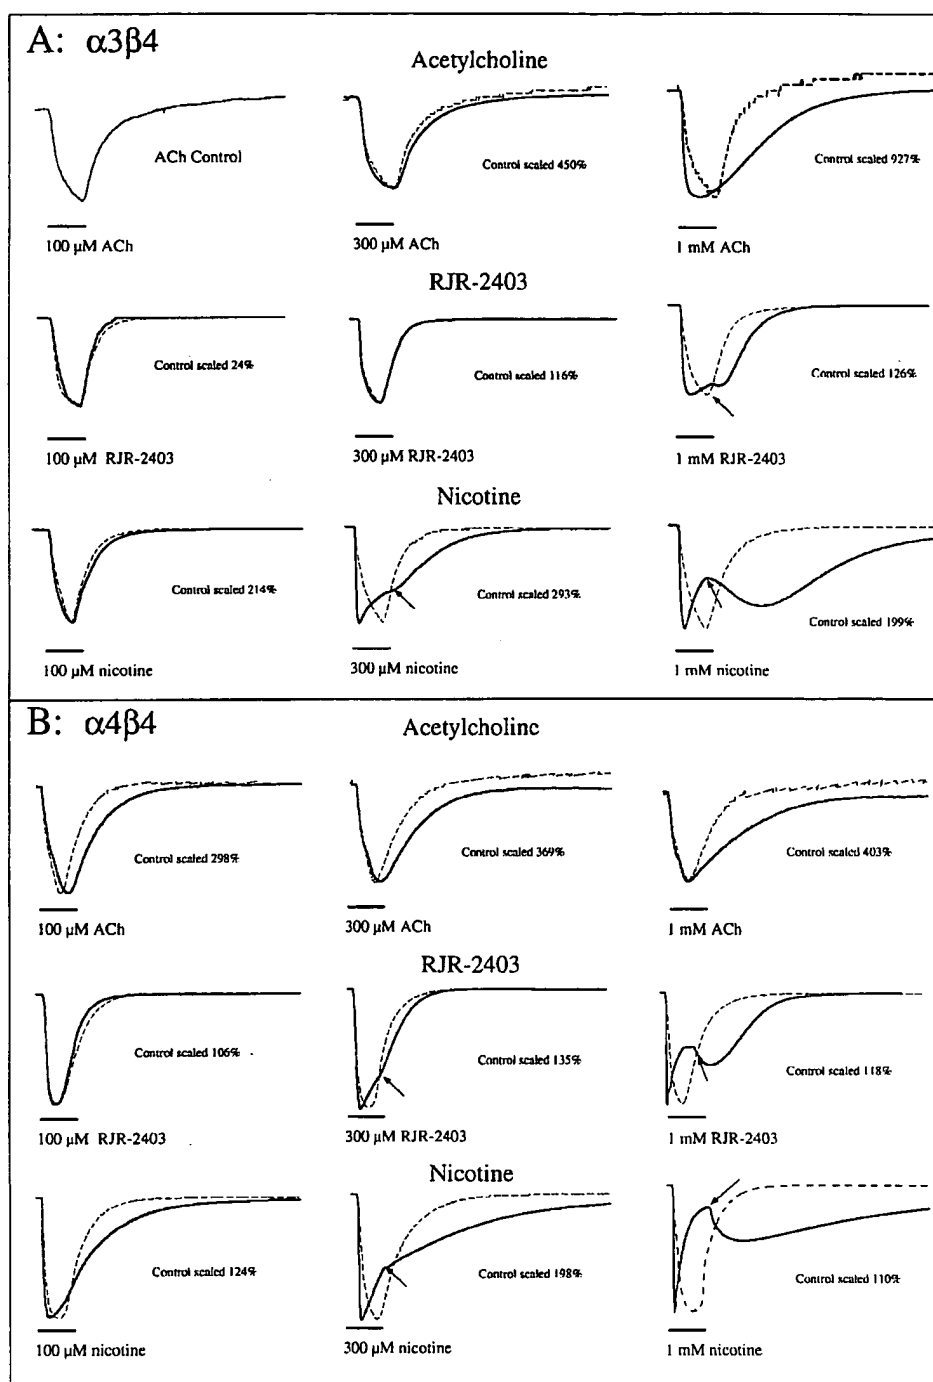 A: α3β4
Acetylcholine
ACh Control
Control scaled 450%
Control scaled 927%
100 μM ACh
300 μM ACh
1 mM ACh
RJR-2403
Control scaled 24%
Control scaled 116%
Control scaled 126%
100 μM RJR-2403
300 μM RJR-2403
1 mM RJR-2403
Nicotine
Control scaled 214%
Control scaled 293%
Control scaled 199%
100 μM nicotine
300 μM nicotine
1 mM nicotine
B: α4β4
Acetylcholine
Control scaled 298%
Control scaled 369%
Control scaled 403%
100 μM ACh
300 μM ACh
1 mM ACh
RJR-2403
Control scaled 106%
Control scaled 135%
Control scaled 118%
100 μM RJR-2403
300 μM RJR-2403
1 mM RJR-2403
Nicotine
Control scaled 124%
Control scaled 198%
Control scaled 110%
100 μM nicotine
300 μM nicotine
1 mM nicotine